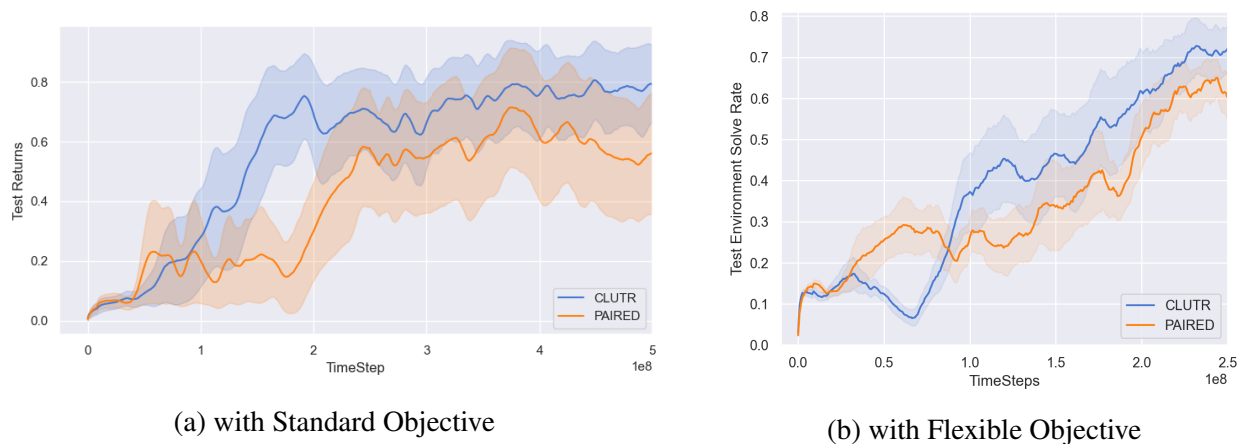 Test Returns
0.8
0.6
0.4
0.2
0.0
0 1 2 3 4 5
1e8
TimeStep
CLUTR
PAIRED
(a) with Standard Objective
Test Environment Solve Rate
0.8
0.7
0.6
0.5
0.4
0.3
0.2
0.1
0.0
0.0 0.5 1.0 1.5 2.0 2.5
1e8
TimeSteps
CLUTR
PAIRED
(b) with Flexible Objective